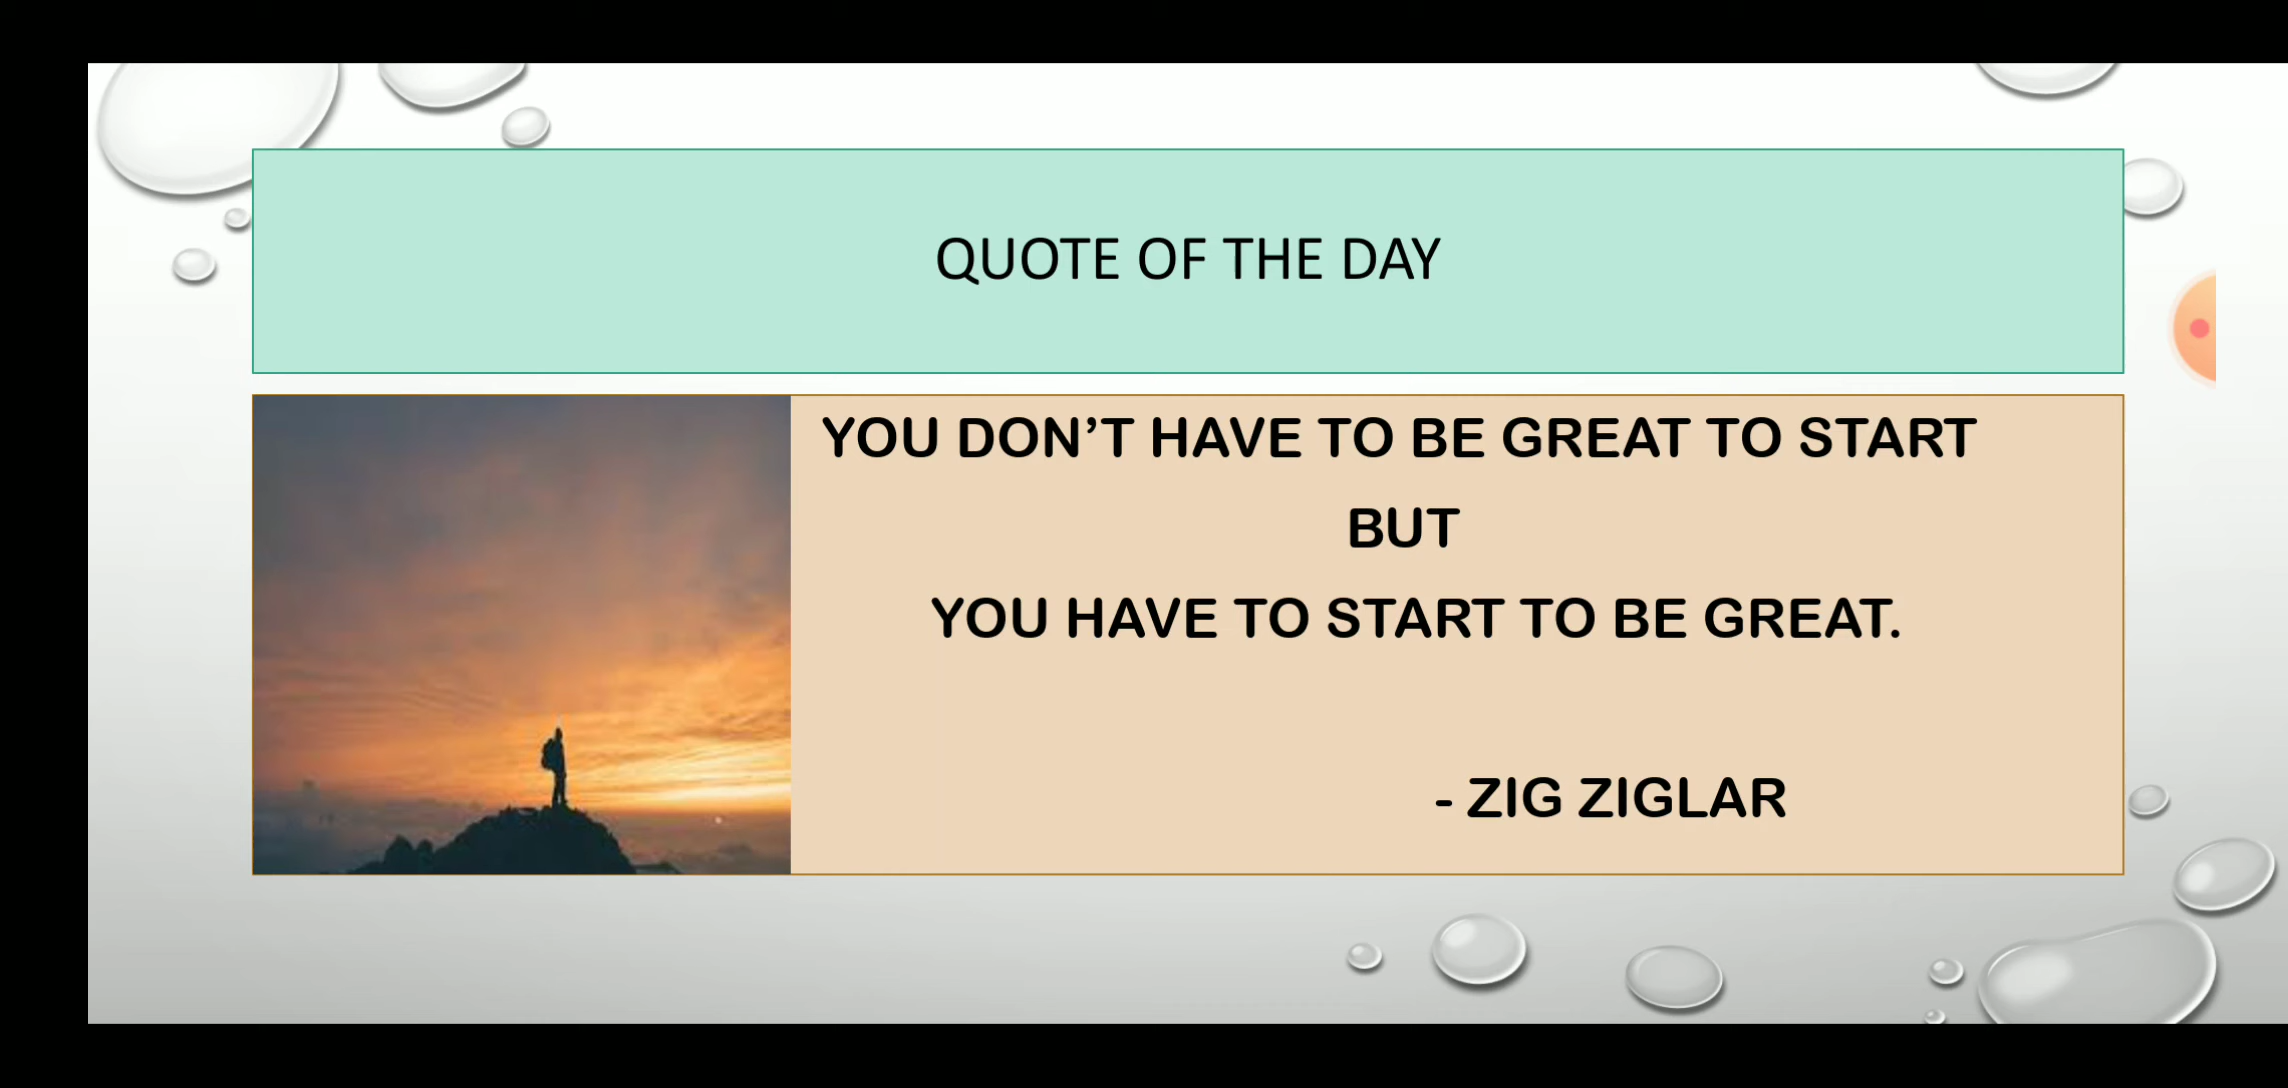 QUOTE OF THE DAY
YOU DON’T HAVE TO BE GREAT TO START
BUT
YOU HAVE TO START TO BE GREAT.
- ZIG ZIGLAR